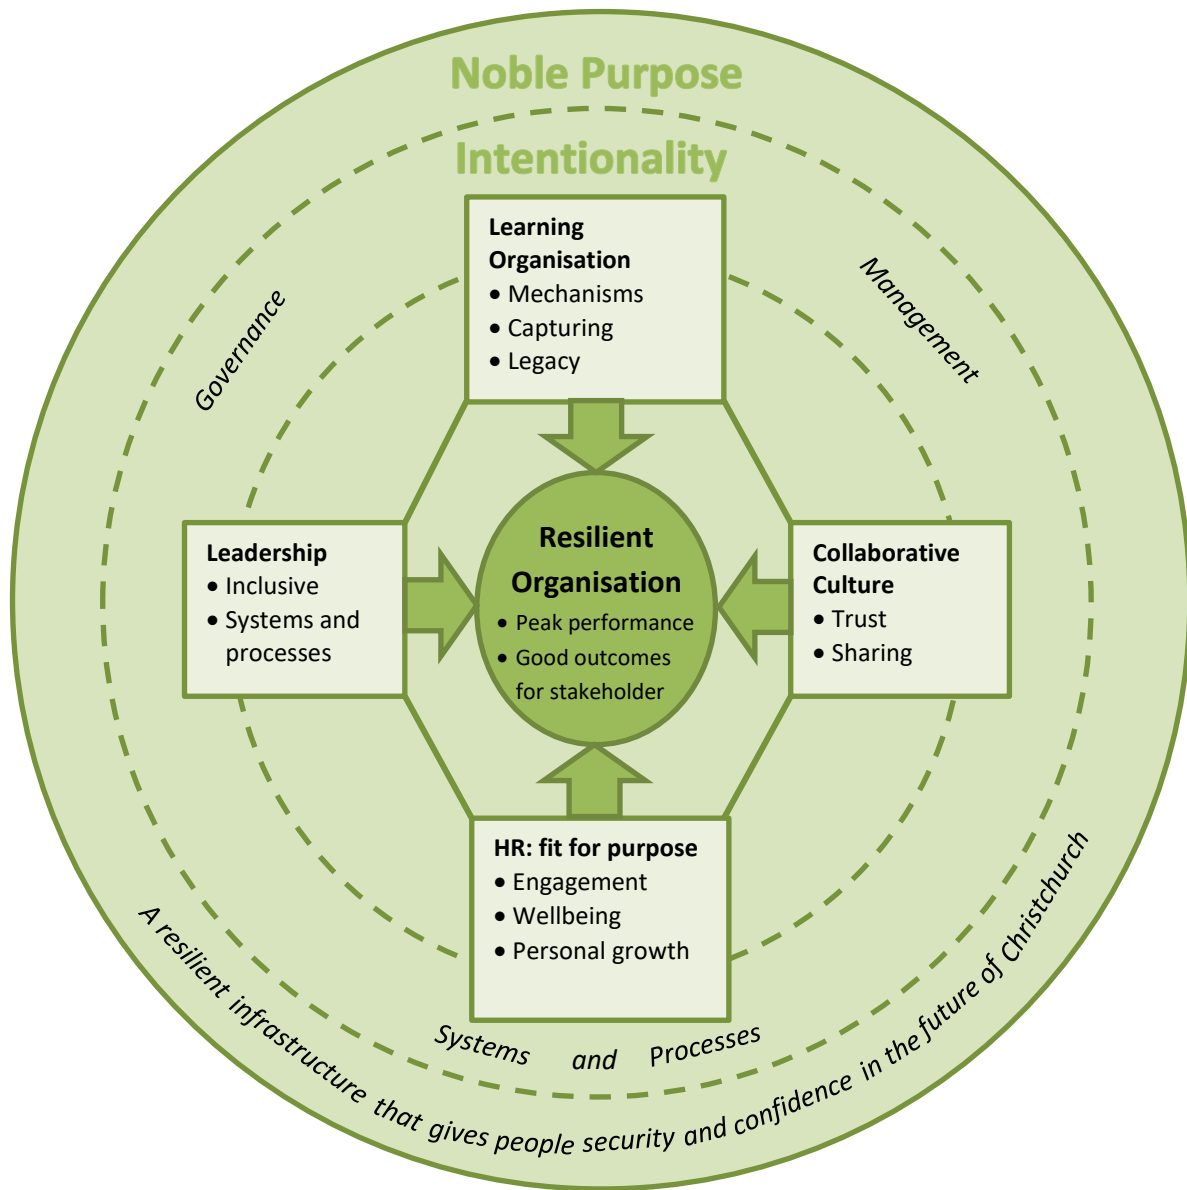 Noble Purpose
Intentionality
Governance
Management
Learning
Organisation
• Mechanisms
• Capturing
• Legacy
Leadership
• Inclusive
• Systems and
processes
Resilient
Organisation
• Peak performance
• Good outcomes
for stakeholder
Collaborative
Culture
• Trust
• Sharing
HR: fit for purpose
• Engagement
• Wellbeing
• Personal growth
Systems and Processes
A resilient infrastructure that gives people security and confidence in the future of Christchurch